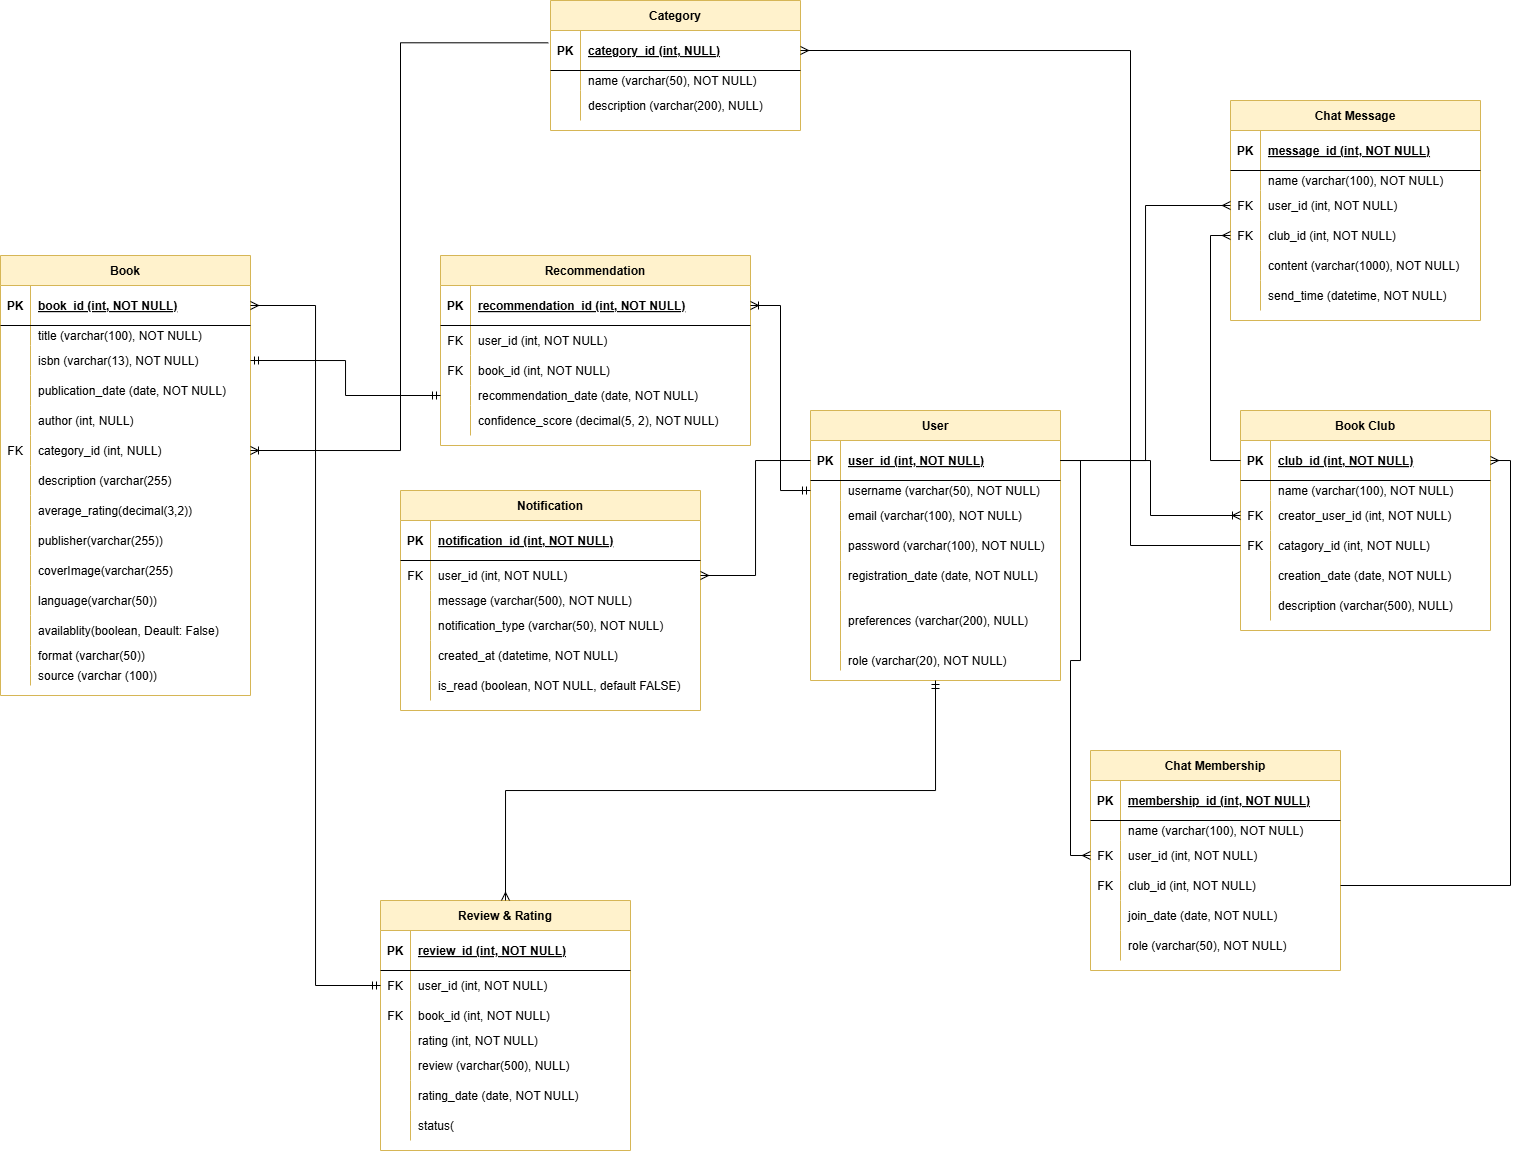 Category
PK category_id (int, NULL)
name (varchar(50), NOT NULL)
description (varchar(200), NULL)
Chat Message
PK message_id (int, NOT NULL)
name (varchar(100), NOT NULL)
FK user_id (int, NOT NULL)
FK club_id (int, NOT NULL)
content (varchar(1000), NOT NULL)
send_time (datetime, NOT NULL)
Book
PK book_id (int, NOT NULL)
title (varchar(100), NOT NULL)
isbn (varchar(13), NOT NULL)
publication_date (date, NOT NULL)
author (int, NULL)
FK category_id (int, NULL)
description (varchar(255)
average_rating(decimal(3,2))
publisher(varchar(255))
coverImage(varchar(255)
language(varchar(50))
availablity(boolean, Deault: False)
format (varchar(50))
source (varchar (100))
Recommendation
PK recommendation_id (int, NOT NULL)
FK user_id (int, NOT NULL)
FK book_id (int, NOT NULL)
recommendation_date (date, NOT NULL)
confidence_score (decimal(5, 2), NOT NULL)
User
PK user_id (int, NOT NULL)
username (varchar(50), NOT NULL)
email (varchar(100), NOT NULL)
password (varchar(100), NOT NULL)
registration_date (date, NOT NULL)
preferences (varchar(200), NULL)
role (varchar(20), NOT NULL)
Book Club
PK club_id (int, NOT NULL)
name (varchar(100), NOT NULL)
FK creator_user_id (int, NOT NULL)
FK catagory_id (int, NOT NULL)
creation_date (date, NOT NULL)
description (varchar(500), NULL)
Notification
PK notification_id (int, NOT NULL)
FK user_id (int, NOT NULL)
message (varchar(500), NOT NULL)
notification_type (varchar(50), NOT NULL)
created_at (datetime, NOT NULL)
is_read (boolean, NOT NULL, default FALSE)
Chat Membership
PK membership_id (int, NOT NULL)
name (varchar(100), NOT NULL)
FK user_id (int, NOT NULL)
FK club_id (int, NOT NULL)
join_date (date, NOT NULL)
role (varchar(50), NOT NULL)
Review & Rating
PK review_id (int, NOT NULL)
FK user_id (int, NOT NULL)
FK book_id (int, NOT NULL)
rating (int, NOT NULL)
review (varchar(500), NULL)
rating_date (date, NOT NULL)
status(